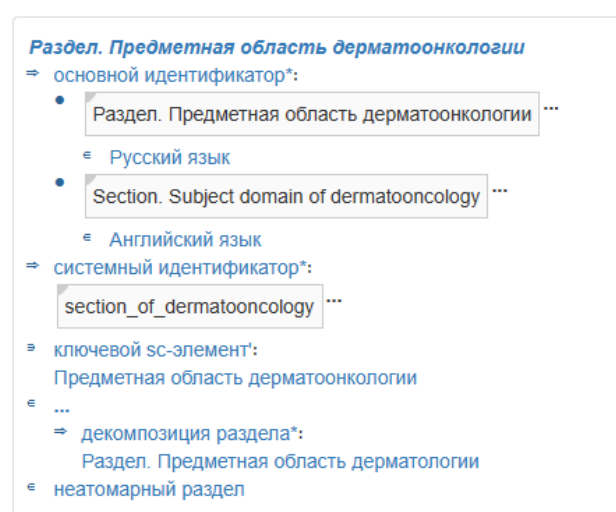 Раздел. Предметная область дерматоонкологии
⇒ основной идентификатор*:
● Раздел. Предметная область дерматоонкологии ...
∈ Русский язык
● Section. Subject domain of dermatooncology ...
∈ Английский язык
⇒ системный идентификатор*:
section_of_dermatooncology ...
∋ ключевой sc-элемент':
Предметная область дерматоонкологии
∈ ...
⇒ декомпозиция раздела*:
Раздел. Предметная область дерматологии
∈ неатомарный раздел